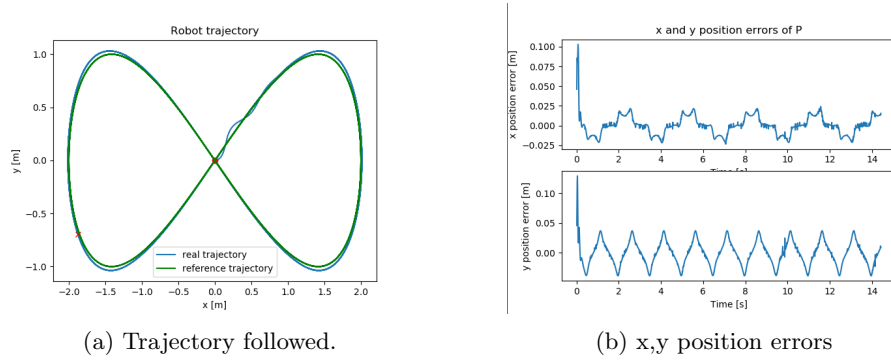 Robot trajectory
1.0
0.5
0.0
−0.5
−1.0
y [m]
−2.0 −1.5 −1.0 −0.5 0.0 0.5 1.0 1.5 2.0
x [m]
real trajectory
reference trajectory
(a) Trajectory followed.
x and y position errors of P
0.100
0.075
0.050
0.025
0.000
−0.025
x position error [m]
0 2 4 6 8 10 12 14
Time [s]
0.10
0.05
0.00
y position error [m]
0 2 4 6 8 10 12 14
Time [s]
(b) x,y position errors